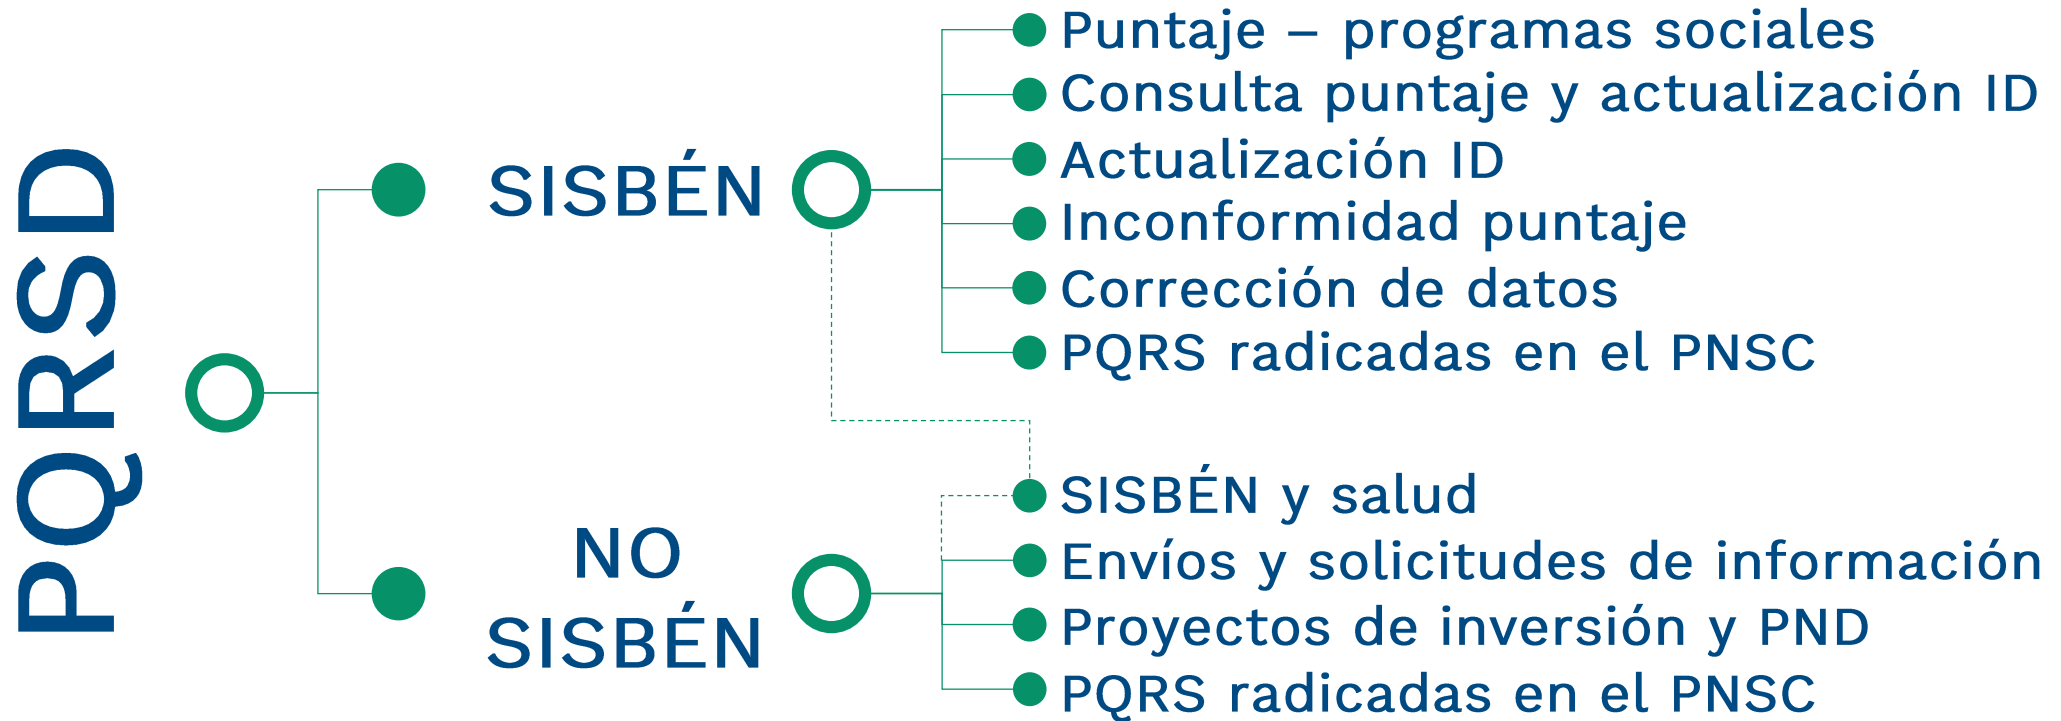 PQRSD
SISBÉN
Puntaje – programas sociales
Consulta puntaje y actualización ID
Actualización ID
Inconformidad puntaje
Corrección de datos
PQRS radicadas en el PNSC
NO
SISBÉN
SISBÉN y salud
Envíos y solicitudes de información
Proyectos de inversión y PND
PQRS radicadas en el PNSC